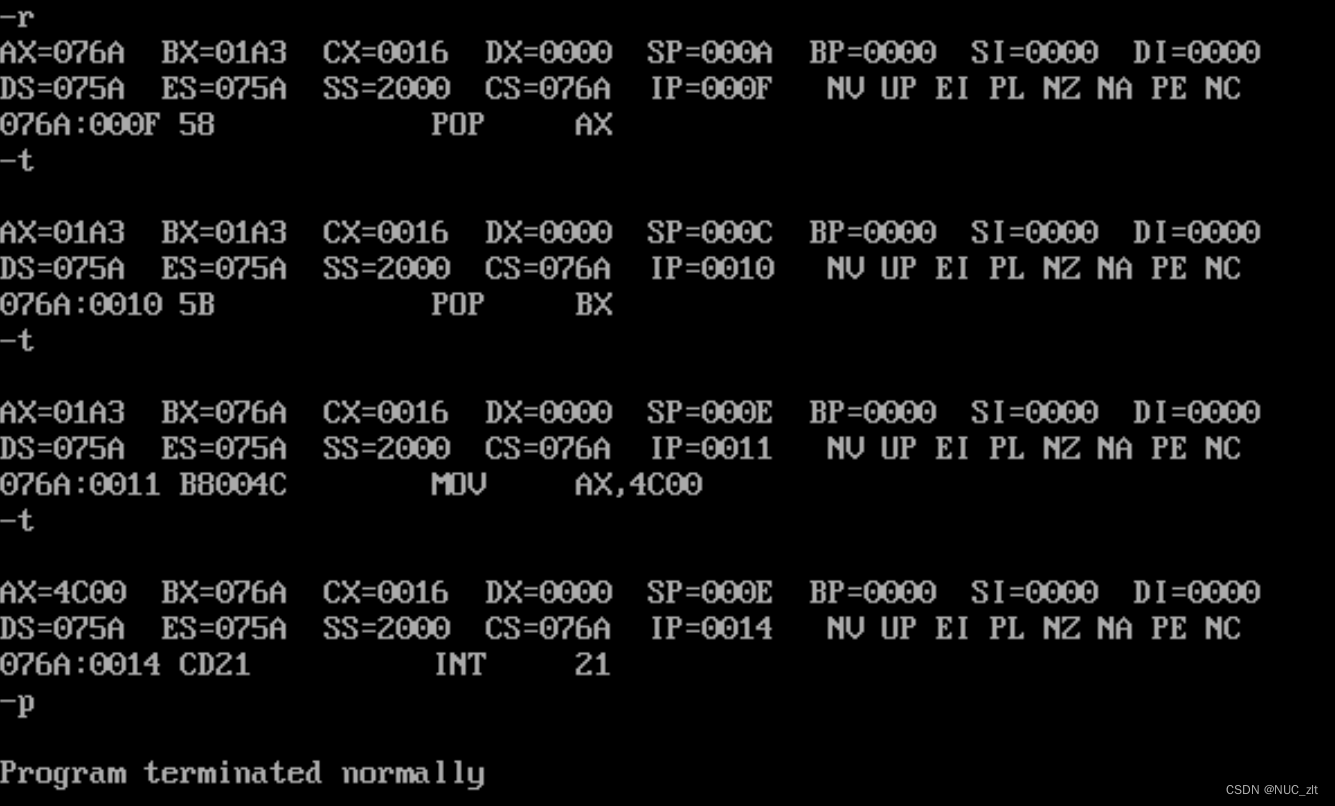 -r
AX=076A  BX=01A3  CX=0016  DX=0000  SP=000A  BP=0000  SI=0000  DI=0000
DS=075A  ES=075A  SS=2000  CS=076A  IP=000F   NV UP EI PL NZ NA PE NC
076A:000F 58            POP     AX
-t
AX=01A3  BX=01A3  CX=0016  DX=0000  SP=000C  BP=0000  SI=0000  DI=0000
DS=075A  ES=075A  SS=2000  CS=076A  IP=0010   NV UP EI PL NZ NA PE NC
076A:0010 5B            POP     BX
-t
AX=01A3  BX=076A  CX=0016  DX=0000  SP=000E  BP=0000  SI=0000  DI=0000
DS=075A  ES=075A  SS=2000  CS=076A  IP=0011   NV UP EI PL NZ NA PE NC
076A:0011 B8004C        MOV     AX,4C00
-t
AX=4C00  BX=076A  CX=0016  DX=0000  SP=000E  BP=0000  SI=0000  DI=0000
DS=075A  ES=075A  SS=2000  CS=076A  IP=0014   NV UP EI PL NZ NA PE NC
076A:0014 CD21          INT     21
-p
Program terminated normally
CSDN @NUC_zlt